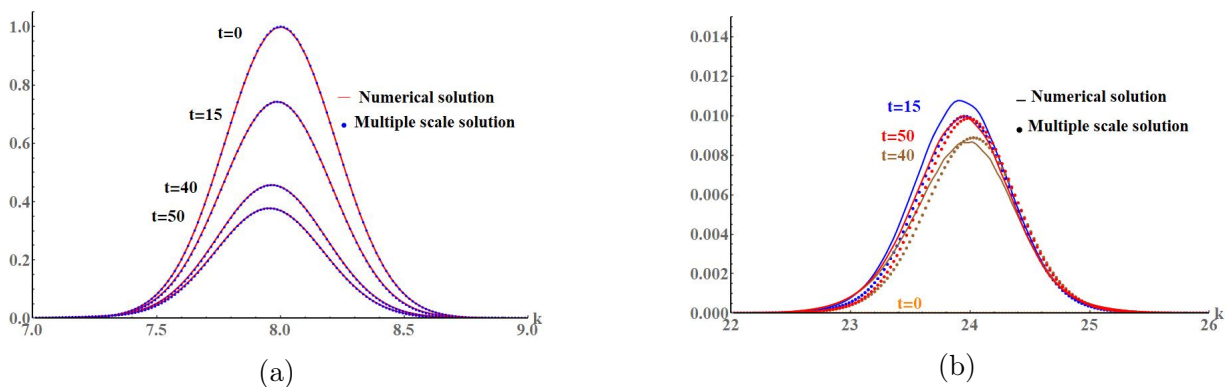 1.0
0.8
0.6
0.4
0.2
0.0
7.0 7.5 8.0 8.5 9.0 k
t=0
t=15
t=40
t=50
Numerical solution
Multiple scale solution
(a)
0.014
0.012
0.010
0.008
0.006
0.004
0.002
0.000
22 23 24 25 26 k
t=15
t=50
t=40
t=0
Numerical solution
Multiple scale solution
(b)